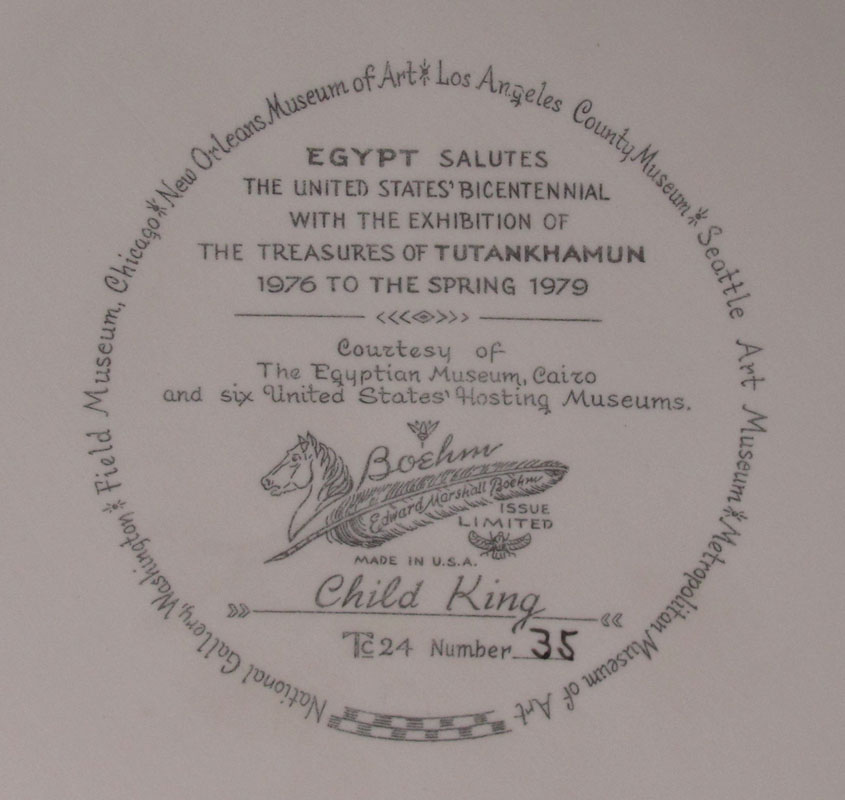 National Gallery, Washington * Field Museum, Chicago * New Orleans Museum of Art * Los Angeles County Museum * Seattle Art Museum * Metropolitan Museum of Art
EGYPT SALUTES
THE UNITED STATES' BICENTENNIAL
WITH THE EXHIBITION OF
THE TREASURES OF TUTANKHAMUN
1976 TO THE SPRING 1979
Courtesy of
The Egyptian Museum, Cairo
and six United States' Hosting Museums.
Boehm
Edward Marshall Boehm
ISSUE
LIMITED
MADE IN U.S.A.
Child King
Tc24 Number 35